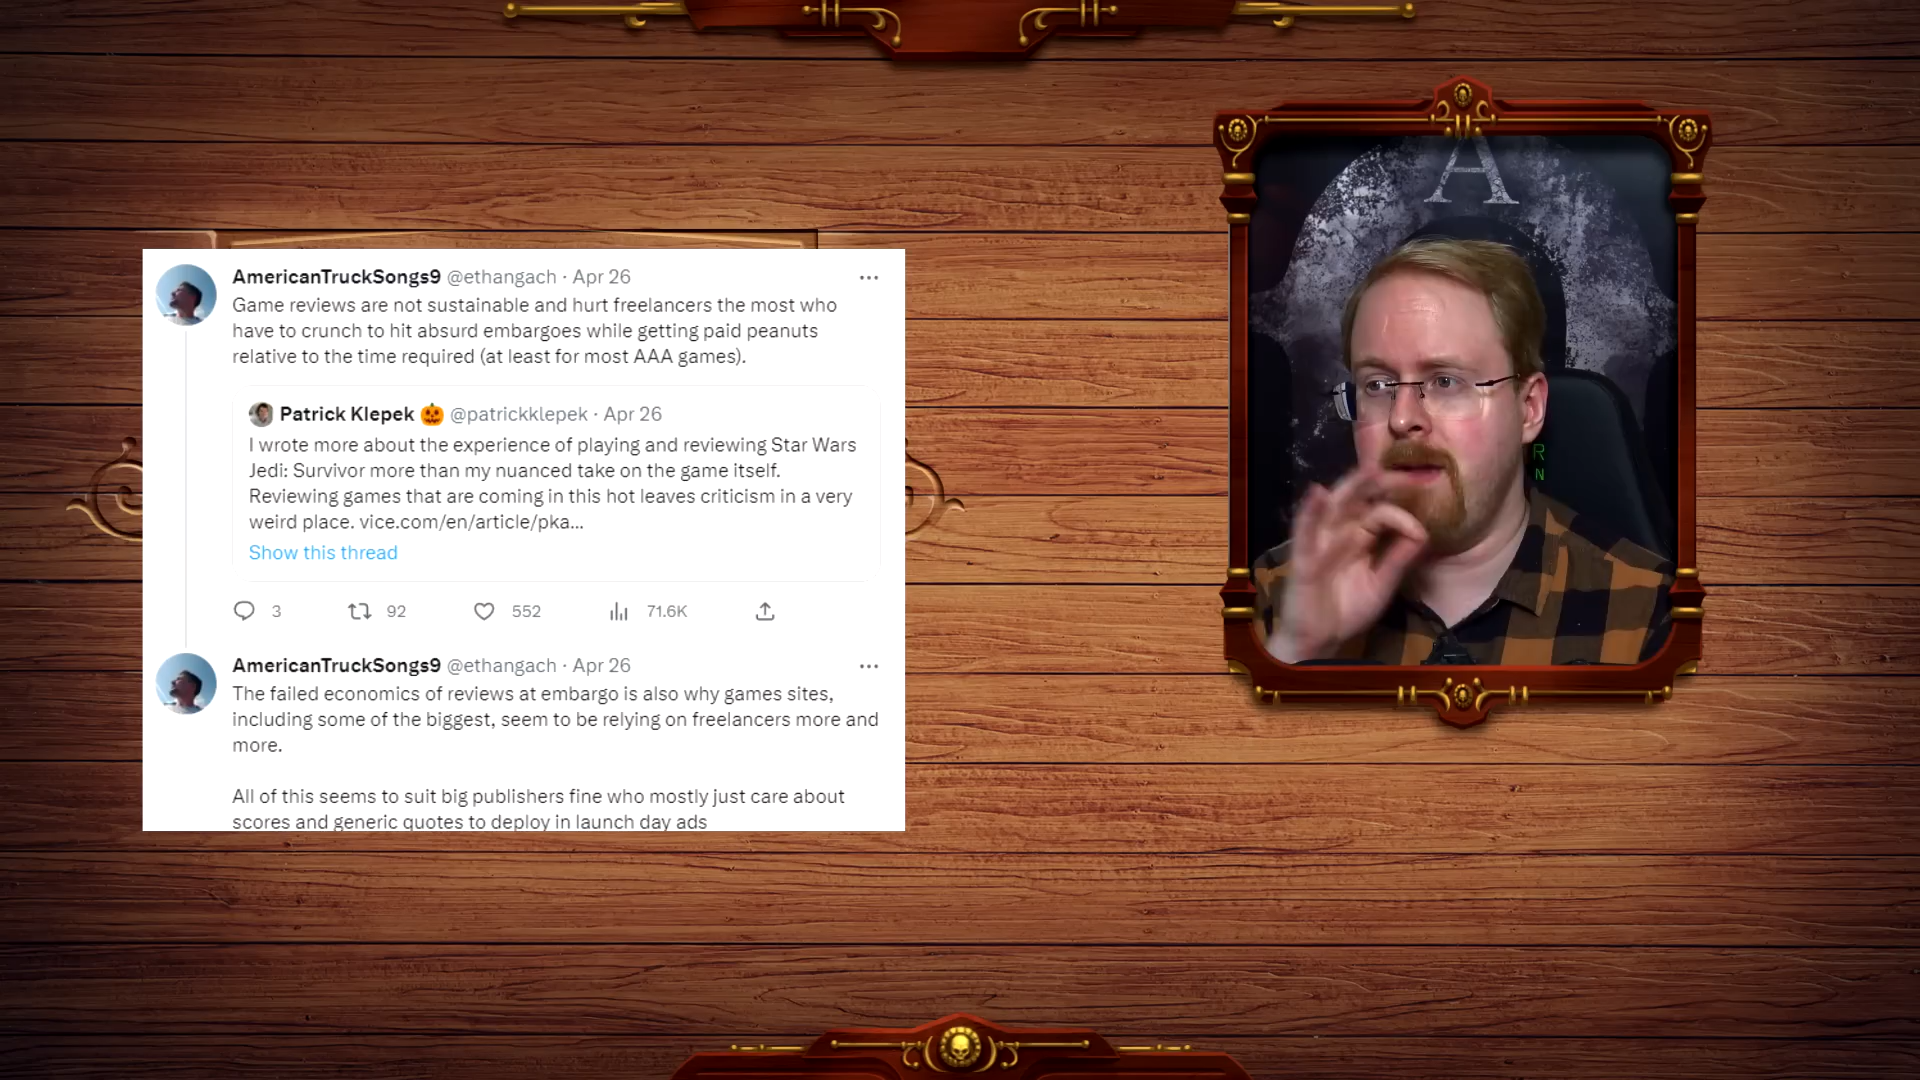 AmericanTruckSongs9 @ethangach · Apr 26
Game reviews are not sustainable and hurt freelancers the most who
have to crunch to hit absurd embargoes while getting paid peanuts
relative to the time required (at least for most AAA games).
Patrick Klepek 🎃 @patrickklepek · Apr 26
I wrote more about the experience of playing and reviewing Star Wars
Jedi: Survivor more than my nuanced take on the game itself.
Reviewing games that are coming in this hot leaves criticism in a very
weird place. vice.com/en/article/pka...
Show this thread
3 92 552 71.6K
AmericanTruckSongs9 @ethangach · Apr 26
The failed economics of reviews at embargo is also why games sites,
including some of the biggest, seem to be relying on freelancers more and
more.
All of this seems to suit big publishers fine who mostly just care about
scores and generic quotes to deploy in launch day ads
A
R
N